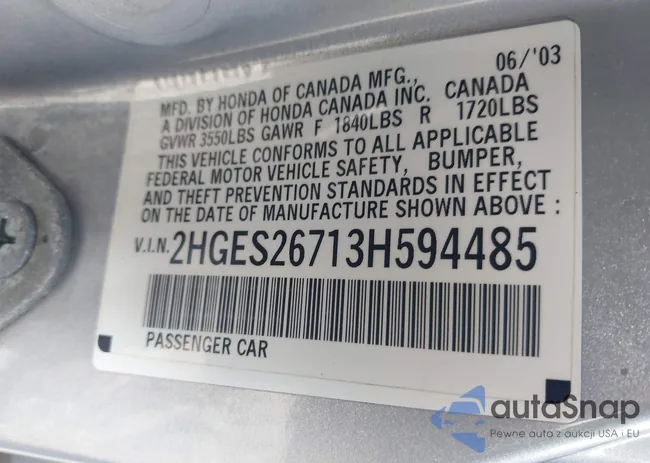 06/'03
MFD. BY HONDA OF CANADA MFG.,
A DIVISION OF HONDA CANADA INC. CANADA
GVWR 3550LBS GAWR F 1840LBS R 1720LBS
THIS VEHICLE CONFORMS TO ALL APPLICABLE
FEDERAL MOTOR VEHICLE SAFETY, BUMPER,
AND THEFT PREVENTION STANDARDS IN EFFECT
ON THE DATE OF MANUFACTURE SHOWN ABOVE :
V.I.N. 2HGES26713H594485
PASSENGER CAR
autoSnap
Pewne auta z aukcji USA i EU